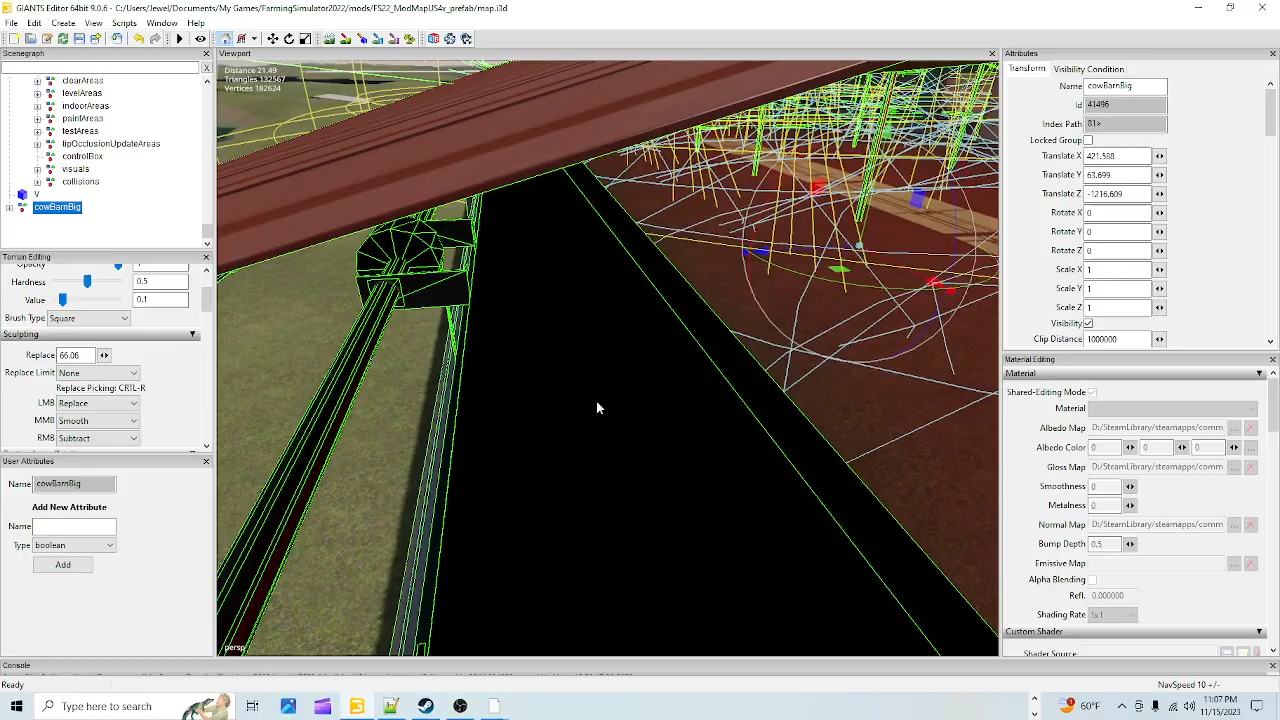 GIANTS Editor 64bit 9.0.6 - C:/Users/Jewel/Documents/My Games/FarmingSimulator2022/mods/FS22_ModMapUS4x_prefab/map.i3d
File Edit View Create Scripts Window Help
Scenegraph
X
clearAreas
levelAreas
indoorAreas
paintAreas
testAreas
tipOcclusionUpdateAreas
controlBox
visuals
collisions
V
cowBarnBig
Terrain Editing
Hardness 0.5
Value 0.1
Brush Type Square
Sculpting
Replace 66.06
Replace Limit None
Replace Picking: CRTL-R
LMB Replace
MMB Smooth
RMB Subtract
User Attributes
Name cowBarnBig
Add New Attribute
Name
Type boolean
Add
Viewport
Distance 21.49
Triangles 132567
Vertices 182624
persp
Attributes
Transform Visibility Condition
Name cowBarnBig
Id 41496
Index Path 81>
Locked Group
Translate X 421.588
Translate Y 63.699
Translate Z -1216.609
Rotate X 0
Rotate Y 0
Rotate Z 0
Scale X 1
Scale Y 1
Scale Z 1
Visibility
Clip Distance 1000000
Material Editing
Material
Shared-Editing Mode
Material
Albedo Map D:/SteamLibrary/steamapps/comm ...
Albedo Color 0 0 0 ...
Gloss Map D:/SteamLibrary/steamapps/comm ...
Smoothness 0
Metalness 0
Normal Map D:/SteamLibrary/steamapps/comm ...
Bump Depth 0.5
Emissive Map ...
Alpha Blending
Refl. 0.000000
Shading Rate 1x1
Custom Shader
Shader Source
Console
Ready
NavSpeed 10 +/-
Type here to search
60°F
11:07 PM
11/15/2023